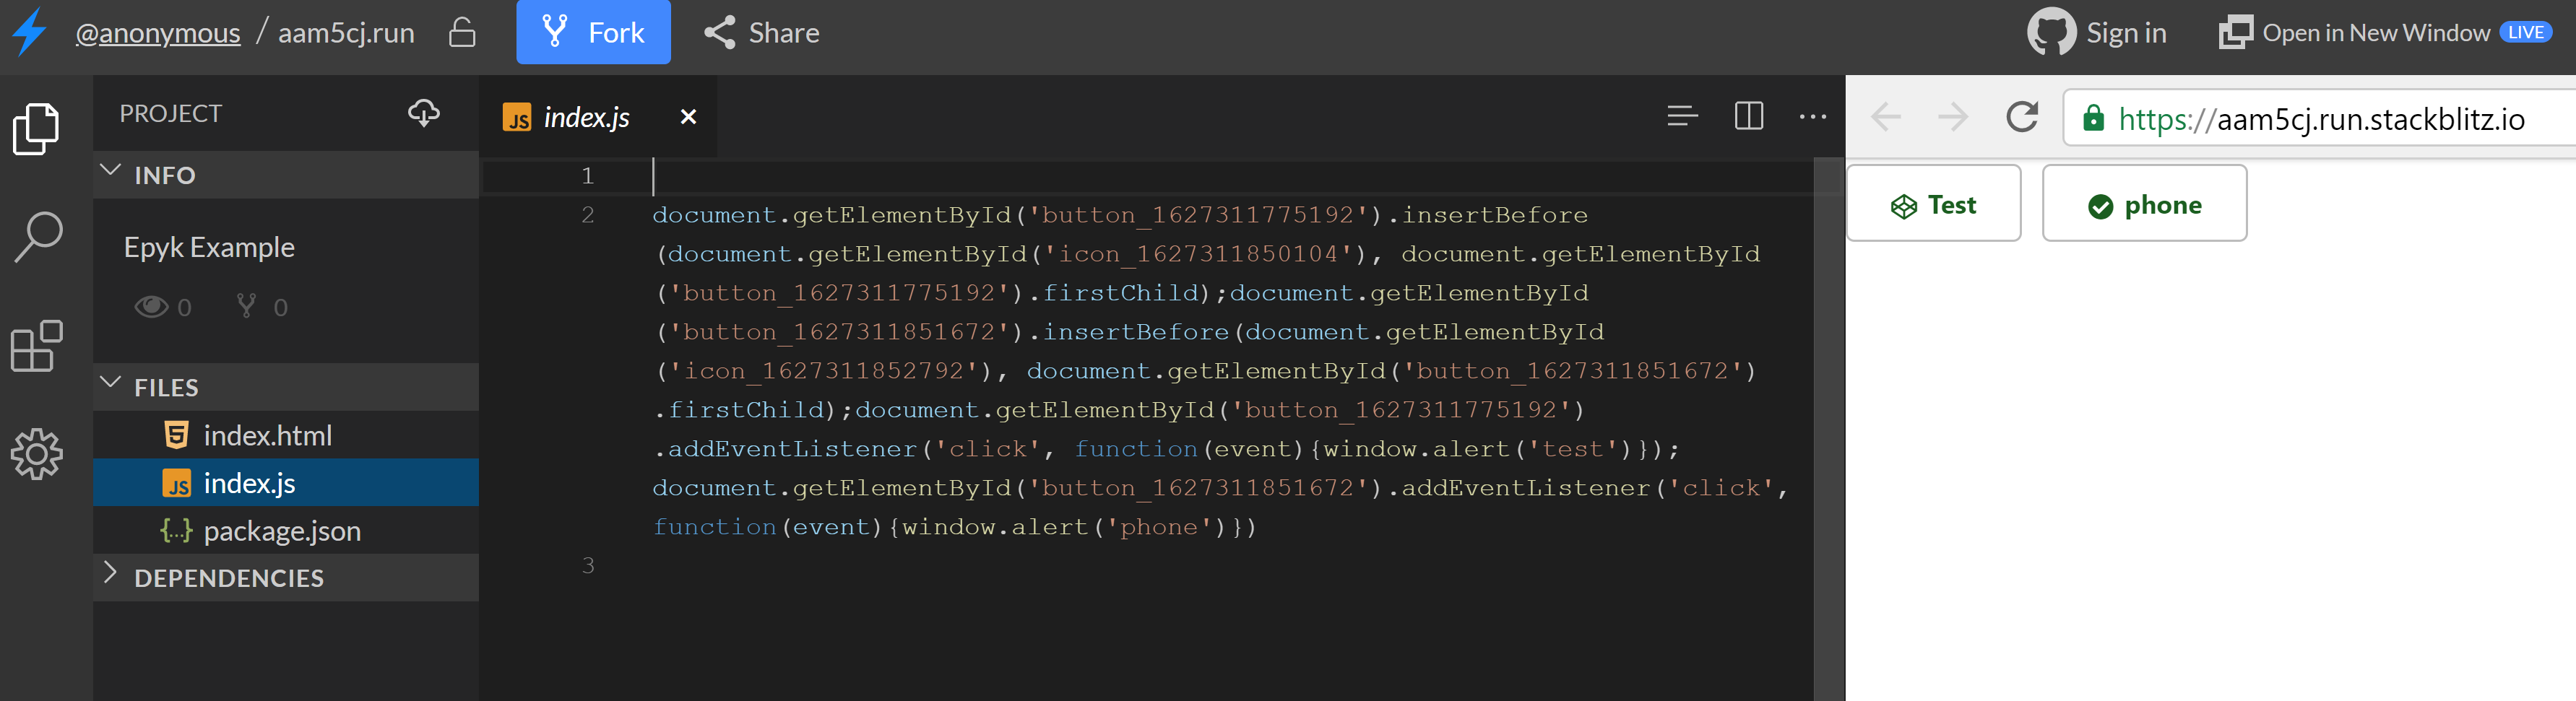 @anonymous / aam5cj.run Fork Share Sign in Open in New Window LIVE
PROJECT
INFO
Epyk Example
0 0
FILES
index.html
index.js
package.json
DEPENDENCIES
index.js
1
2 document.getElementById('button_1627311775192').insertBefore
(document.getElementById('icon_1627311850104'), document.getElementById
('button_1627311775192').firstChild);document.getElementById
('button_1627311851672').insertBefore(document.getElementById
('icon_1627311852792'), document.getElementById('button_1627311851672')
.firstChild);document.getElementById('button_1627311775192')
.addEventListener('click', function(event){window.alert('test')});
document.getElementById('button_1627311851672').addEventListener('click',
function(event){window.alert('phone')})
3
https://aam5cj.run.stackblitz.io
Test phone